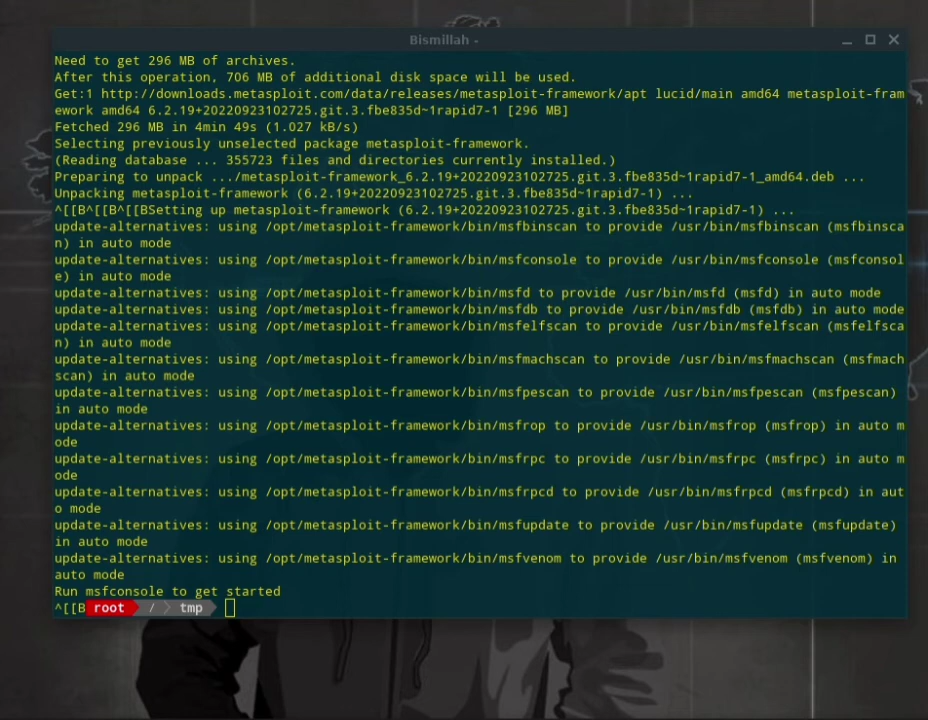 Bismillah -
Need to get 296 MB of archives.
After this operation, 706 MB of additional disk space will be used.
Get:1 http://downloads.metasploit.com/data/releases/metasploit-framework/apt lucid/main amd64 metasploit-fram
ework amd64 6.2.19+20220923102725.git.3.fbe835d~1rapid7-1 [296 MB]
Fetched 296 MB in 4min 49s (1.027 kB/s)
Selecting previously unselected package metasploit-framework.
(Reading database ... 355723 files and directories currently installed.)
Preparing to unpack .../metasploit-framework_6.2.19+20220923102725.git.3.fbe835d~1rapid7-1_amd64.deb ...
Unpacking metasploit-framework (6.2.19+20220923102725.git.3.fbe835d~1rapid7-1) ...
^[[B^[[B^[[BSetting up metasploit-framework (6.2.19+20220923102725.git.3.fbe835d~1rapid7-1) ...
update-alternatives: using /opt/metasploit-framework/bin/msfbinscan to provide /usr/bin/msfbinscan (msfbinsca
n) in auto mode
update-alternatives: using /opt/metasploit-framework/bin/msfconsole to provide /usr/bin/msfconsole (msfconsol
e) in auto mode
update-alternatives: using /opt/metasploit-framework/bin/msfd to provide /usr/bin/msfd (msfd) in auto mode
update-alternatives: using /opt/metasploit-framework/bin/msfdb to provide /usr/bin/msfdb (msfdb) in auto mode
update-alternatives: using /opt/metasploit-framework/bin/msfelfscan to provide /usr/bin/msfelfscan (msfelfsca
n) in auto mode
update-alternatives: using /opt/metasploit-framework/bin/msfmachscan to provide /usr/bin/msfmachscan (msfmach
scan) in auto mode
update-alternatives: using /opt/metasploit-framework/bin/msfpescan to provide /usr/bin/msfpescan (msfpescan)
in auto mode
update-alternatives: using /opt/metasploit-framework/bin/msfrop to provide /usr/bin/msfrop (msfrop) in auto m
ode
update-alternatives: using /opt/metasploit-framework/bin/msfrpc to provide /usr/bin/msfrpc (msfrpc) in auto m
ode
update-alternatives: using /opt/metasploit-framework/bin/msfrpcd to provide /usr/bin/msfrpcd (msfrpcd) in aut
o mode
update-alternatives: using /opt/metasploit-framework/bin/msfupdate to provide /usr/bin/msfupdate (msfupdate)
in auto mode
update-alternatives: using /opt/metasploit-framework/bin/msfvenom to provide /usr/bin/msfvenom (msfvenom) in
auto mode
Run msfconsole to get started
^[[B root / tmp